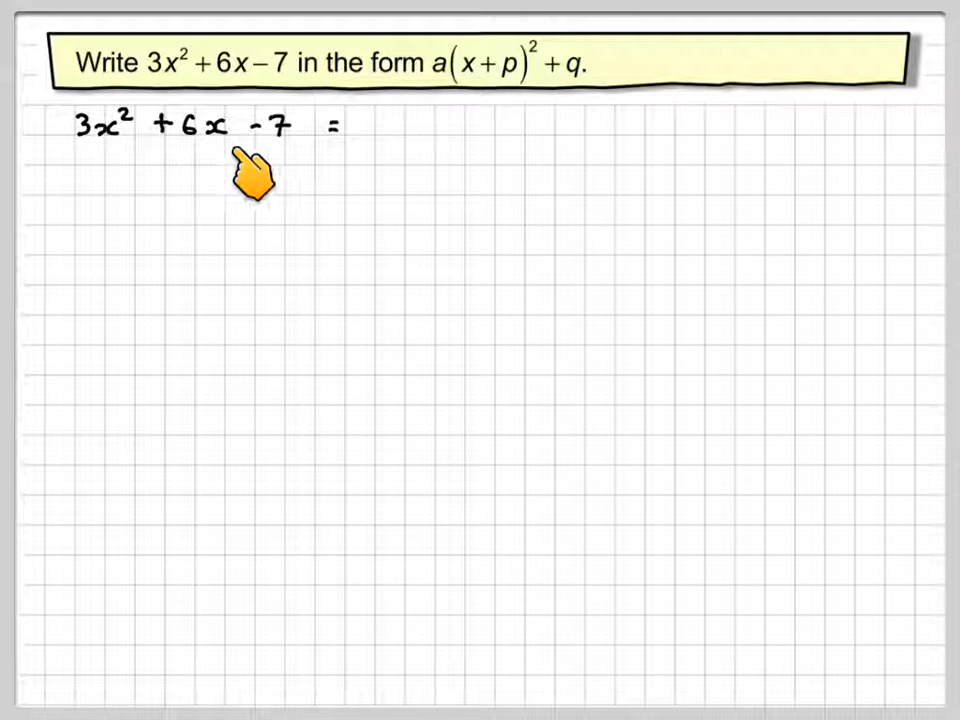 Write 3x² + 6x − 7 in the form a(x + p)² + q.
3x² + 6x - 7 =